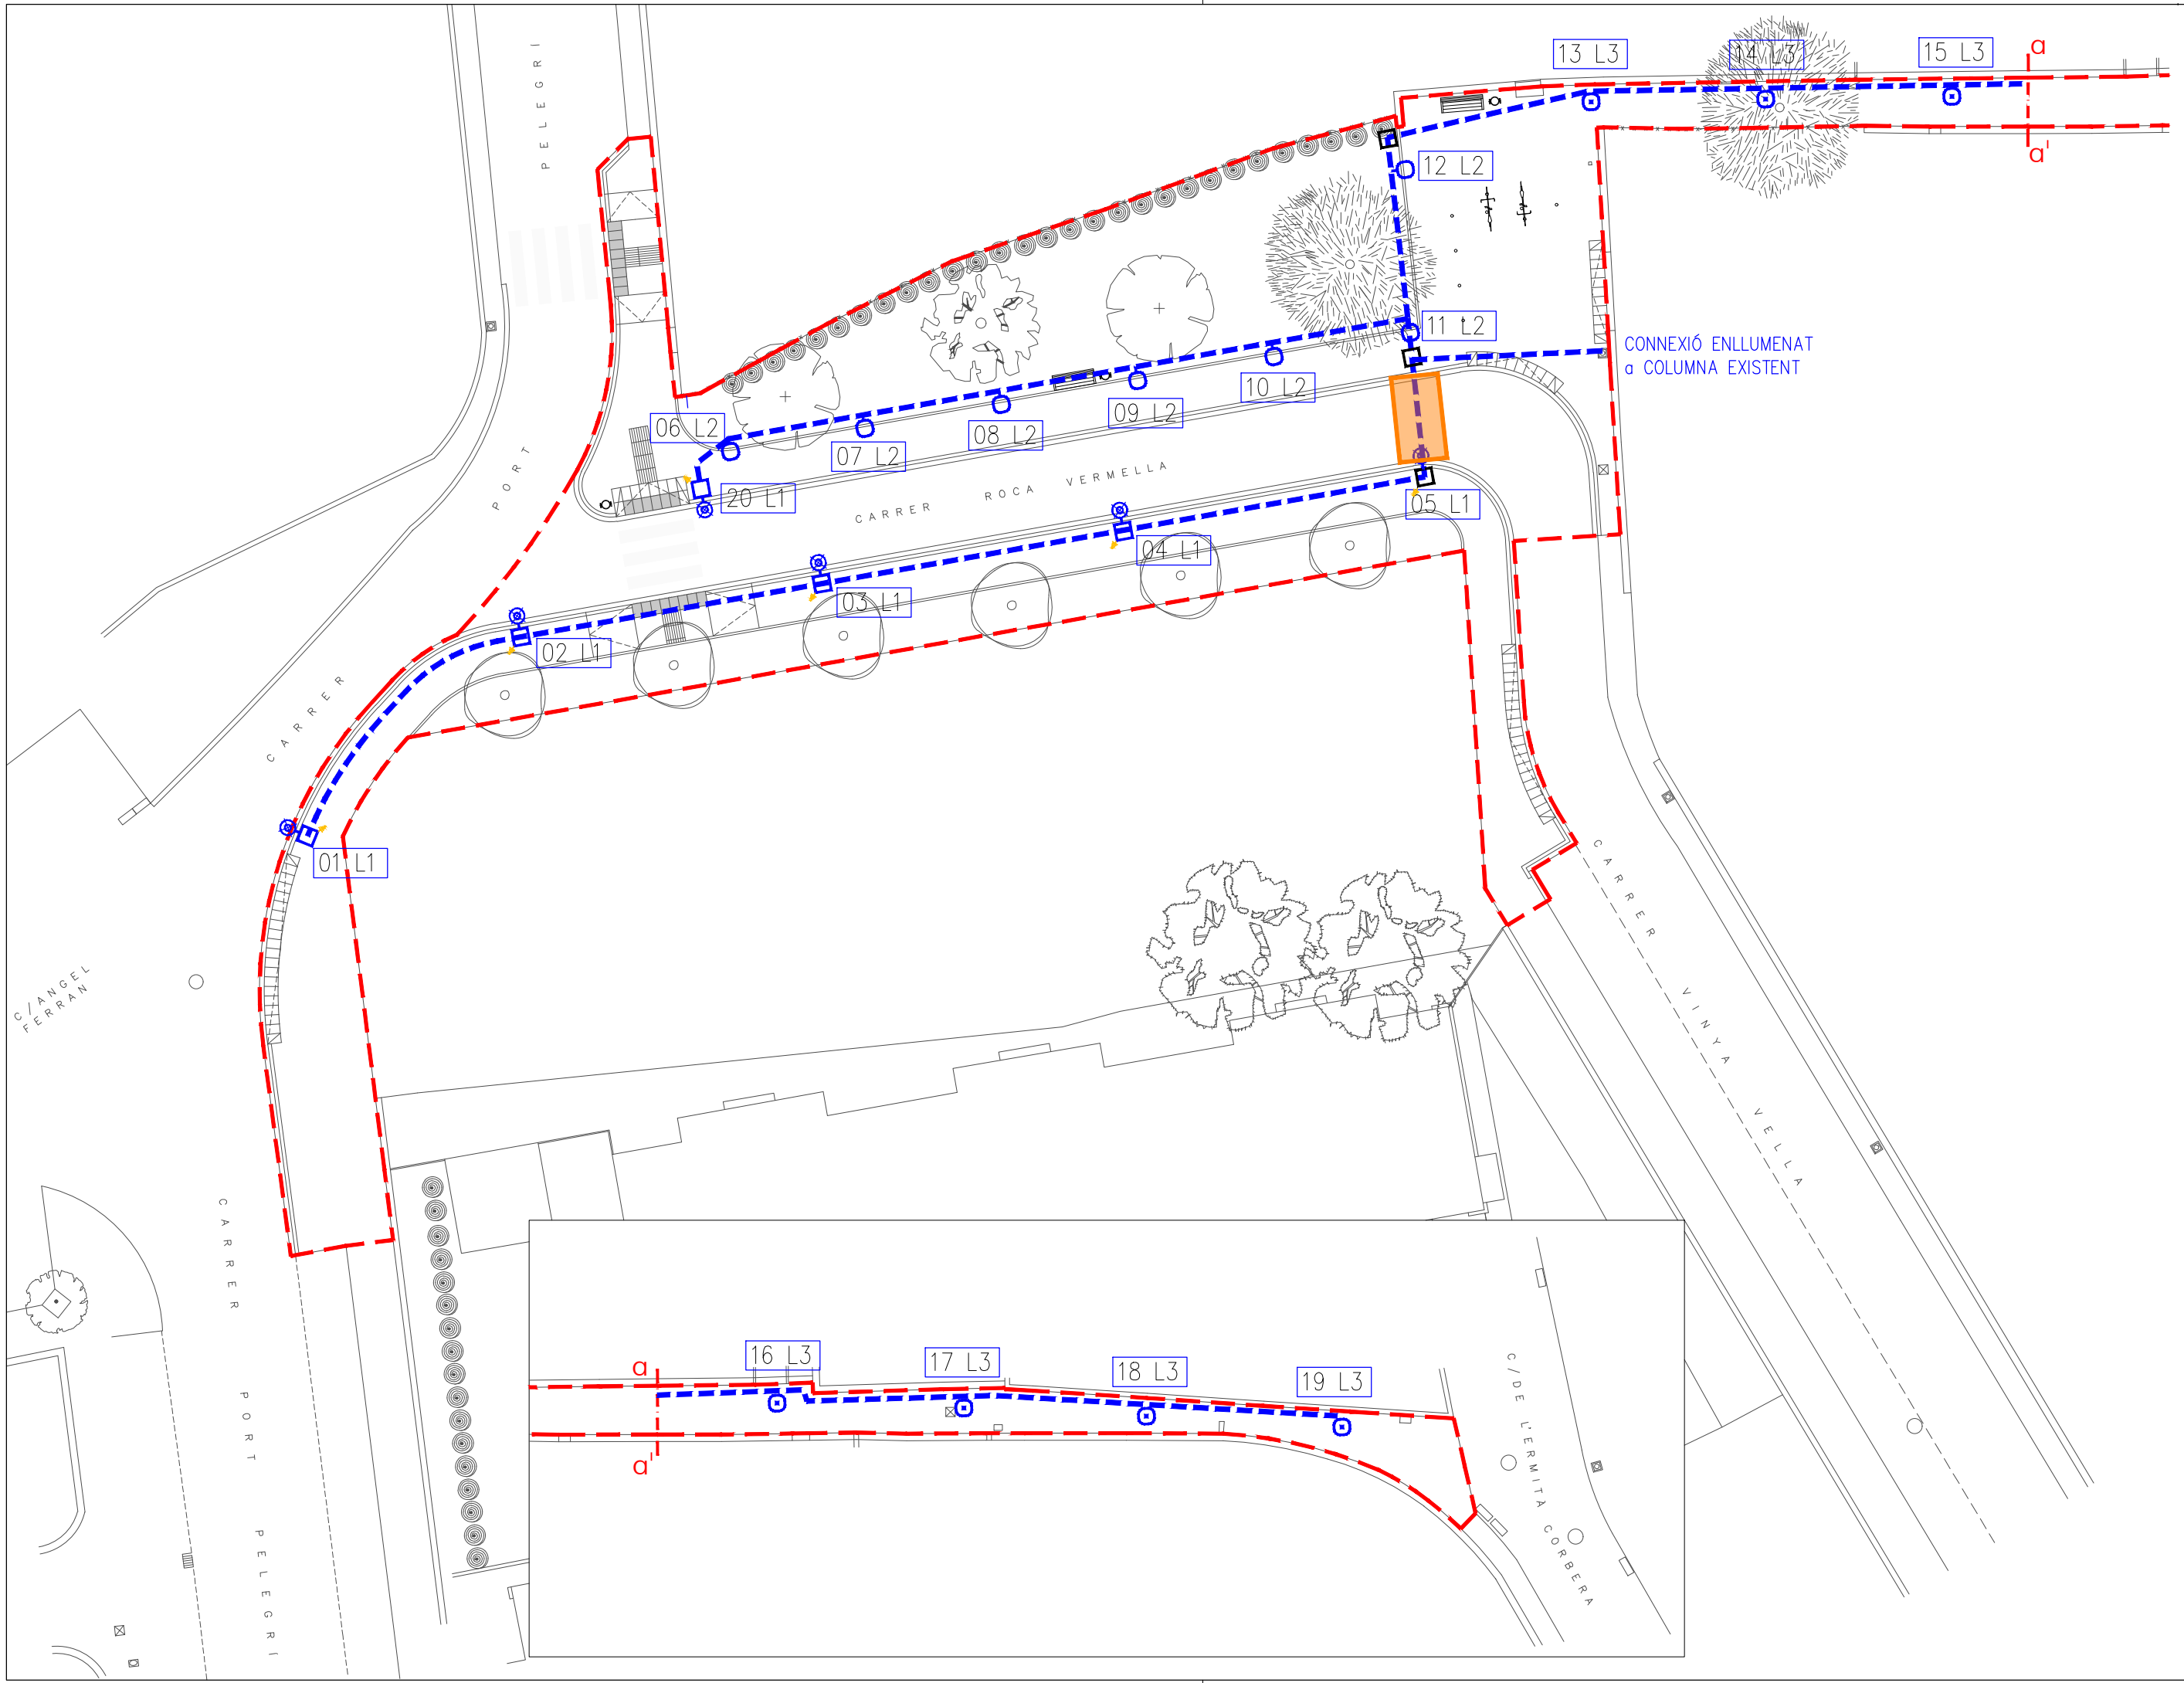 PELEGRI
PORT
CARRER
13 L3
14 L3
15 L3
a
a'
12 L2
11 L2
CONNEXIÓ ENLLUMENAT
a COLUMNA EXISTENT
10 L2
09 L2
08 L2
07 L2
06 L2
20 L1
CARRER ROCA VERMELLA
05 L1
04 L1
03 L1
02 L1
01 L1
C/ANGEL
FERRAN
CARRER VINYA VELLA
CARRER PORT PELEGRI
a
a'
16 L3
17 L3
18 L3
19 L3
C/DE L'ERMITÀ CORBERA